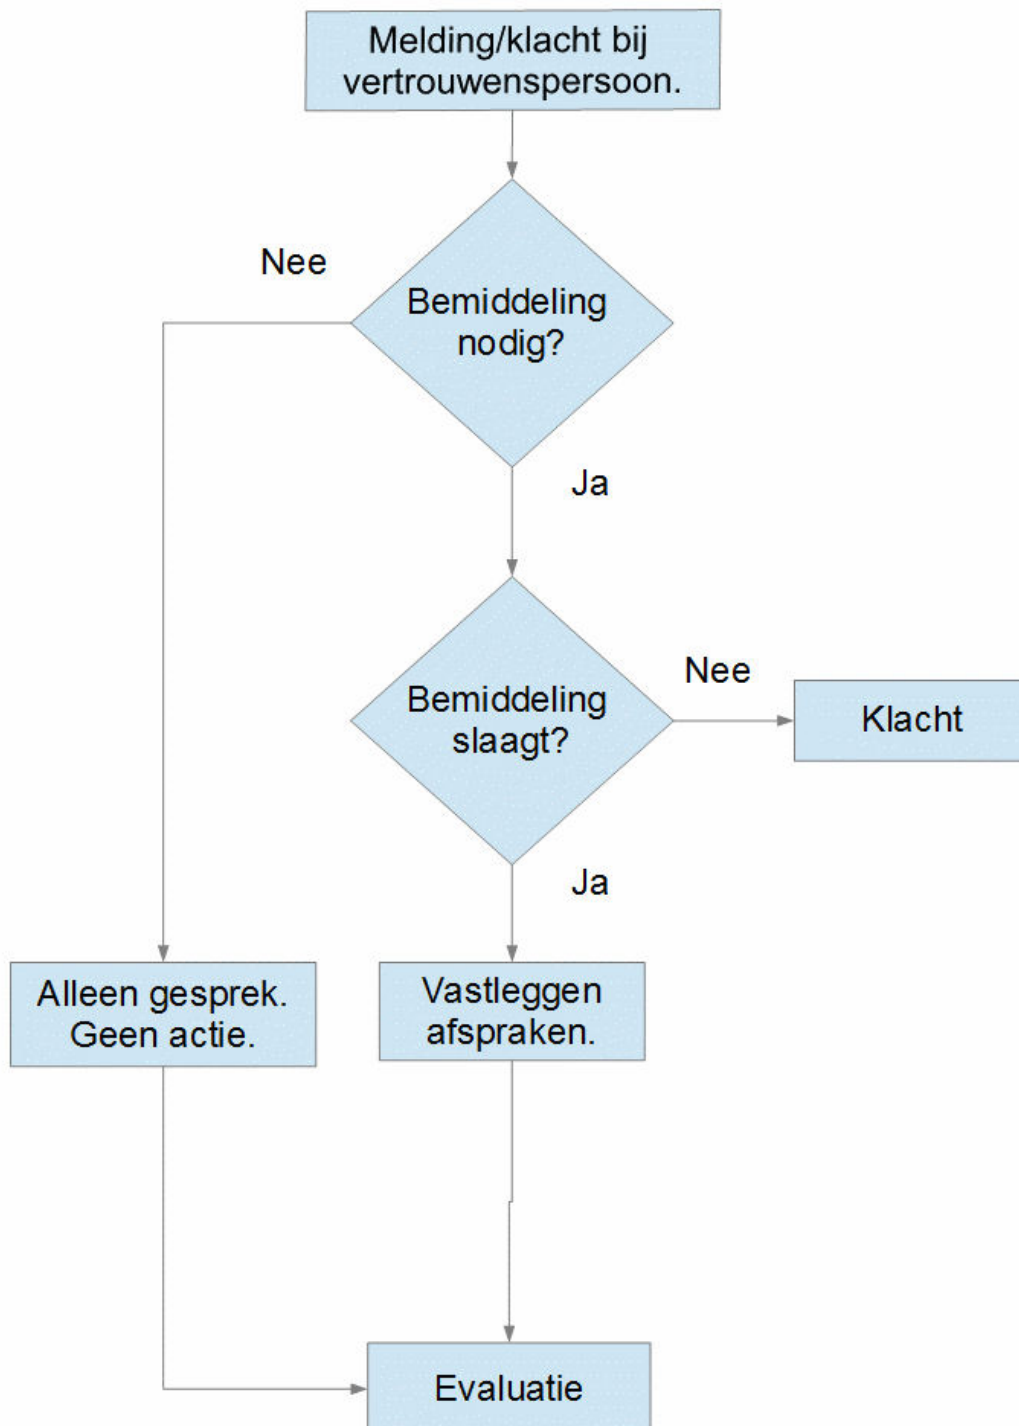 Melding/klacht bij
vertrouwenspersoon.
Nee
Bemiddeling
nodig?
Ja
Nee
Bemiddeling
slaagt?
Klacht
Ja
Alleen gesprek.
Geen actie.
Vastleggen
afspraken.
Evaluatie